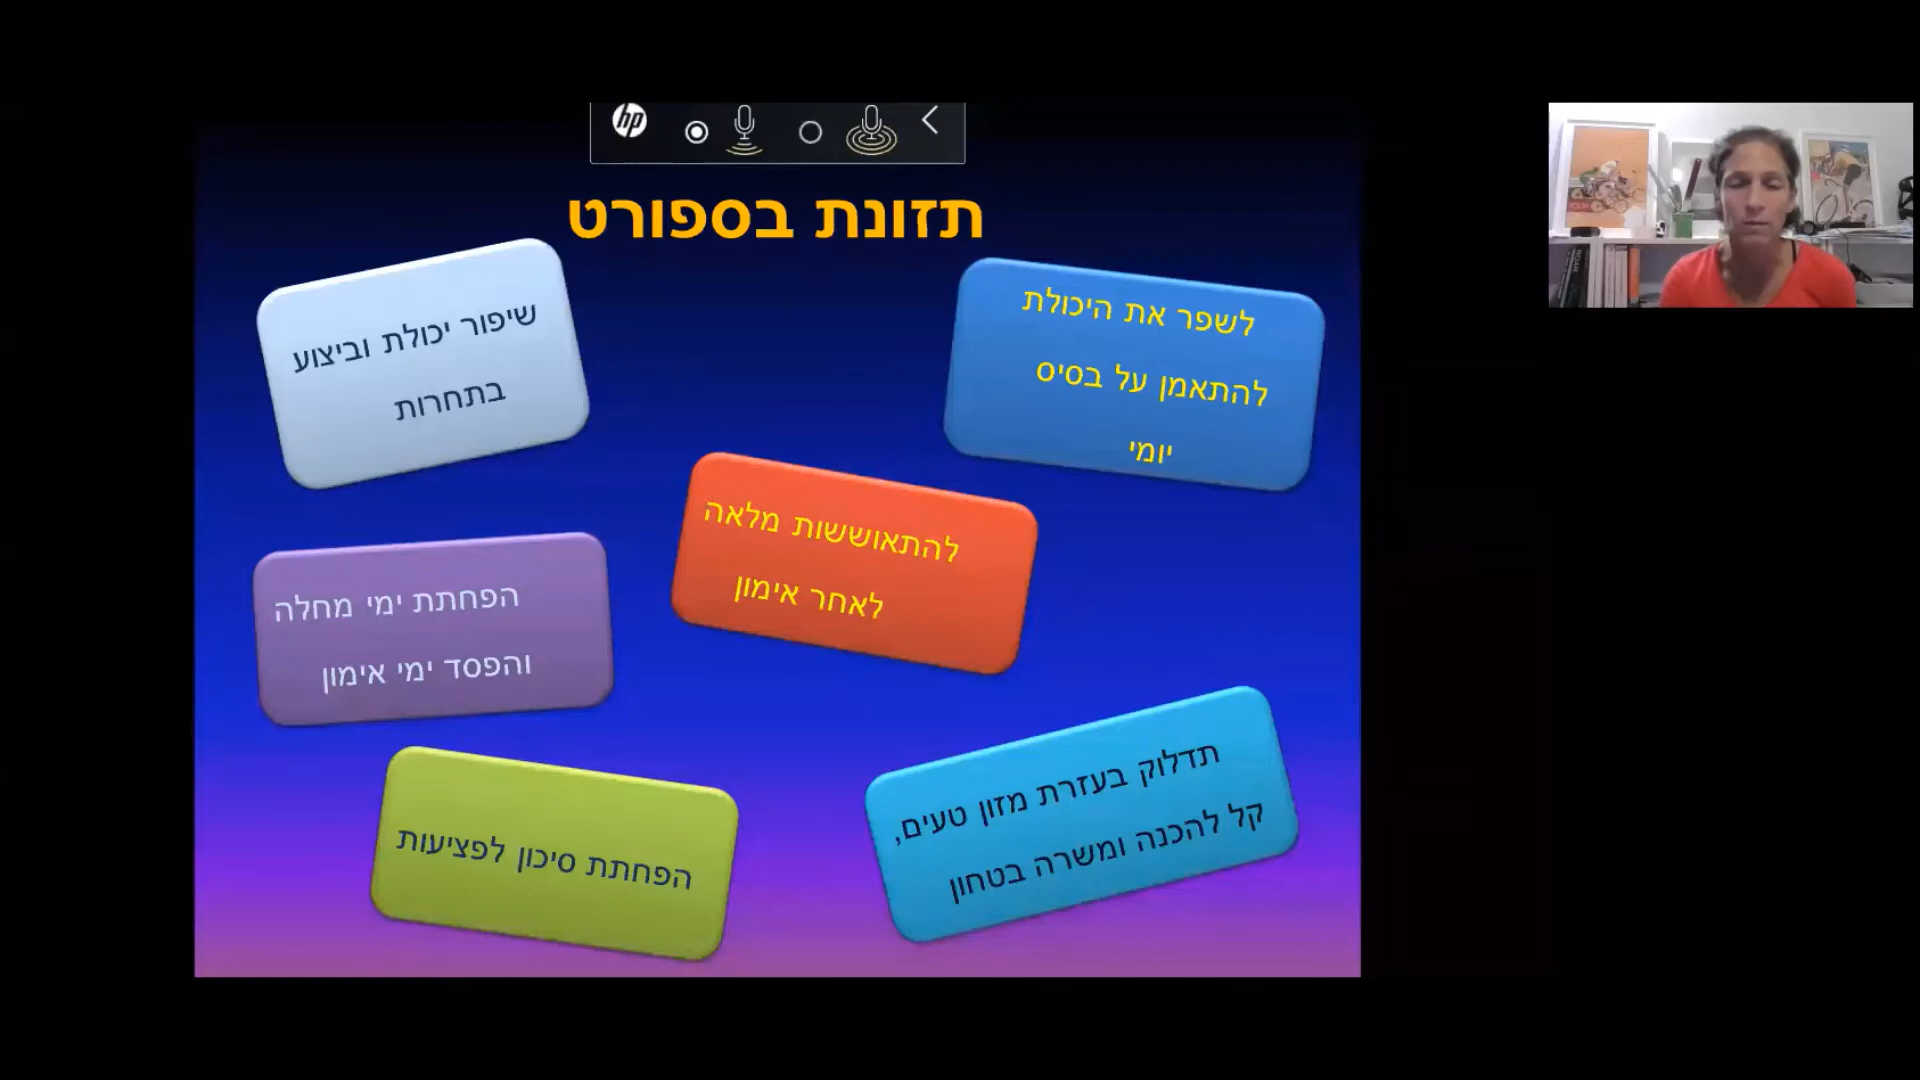 hp
תזונת בספורט
לשפר את היכולת
להתאמן על בסיס
יומי
שיפור יכולת וביצוע
בתחרות
להתאוששות מלאה
לאחר אימון
הפחתת ימי מחלה
והפסד ימי אימון
תדלוק בעזרת מזון טעים,
קל להכנה ומשרה בטחון
הפחתת סיכון לפציעות